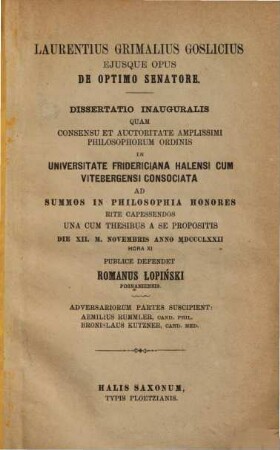 LAURENTIUS GRIMALIUS GOSLICIUS
EJUSQUE OPUS
DE OPTIMO SENATORE.
DISSERTATIO INAUGURALIS
QUAM
CONSENSU ET AUCTORITATE AMPLISSIMI
PHILOSOPHORUM ORDINIS
IN
UNIVERSITATE FRIDERICIANA HALENSI CUM
VITEBERGENSI CONSOCIATA
AD
SUMMOS IN PHILOSOPHIA HONORES
RITE CAPESSENDOS
UNA CUM THESIBUS A SE PROPOSITIS
DIE XII. M. NOVEMBRIS ANNO MDCCCLXXII
HORA XI
PUBLICE DEFENDET
ROMANUS ŁOPIŃSKI
POSNANIENSIS.
ADVERSARIORUM PARTES SUSCIPIENT:
AEMILIUS RUMMLER, CAND. PHIL.
BRONISLAUS KUTZNER, CAND. MED.
HALIS SAXONUM,
TYPIS PLOETZIANIS.